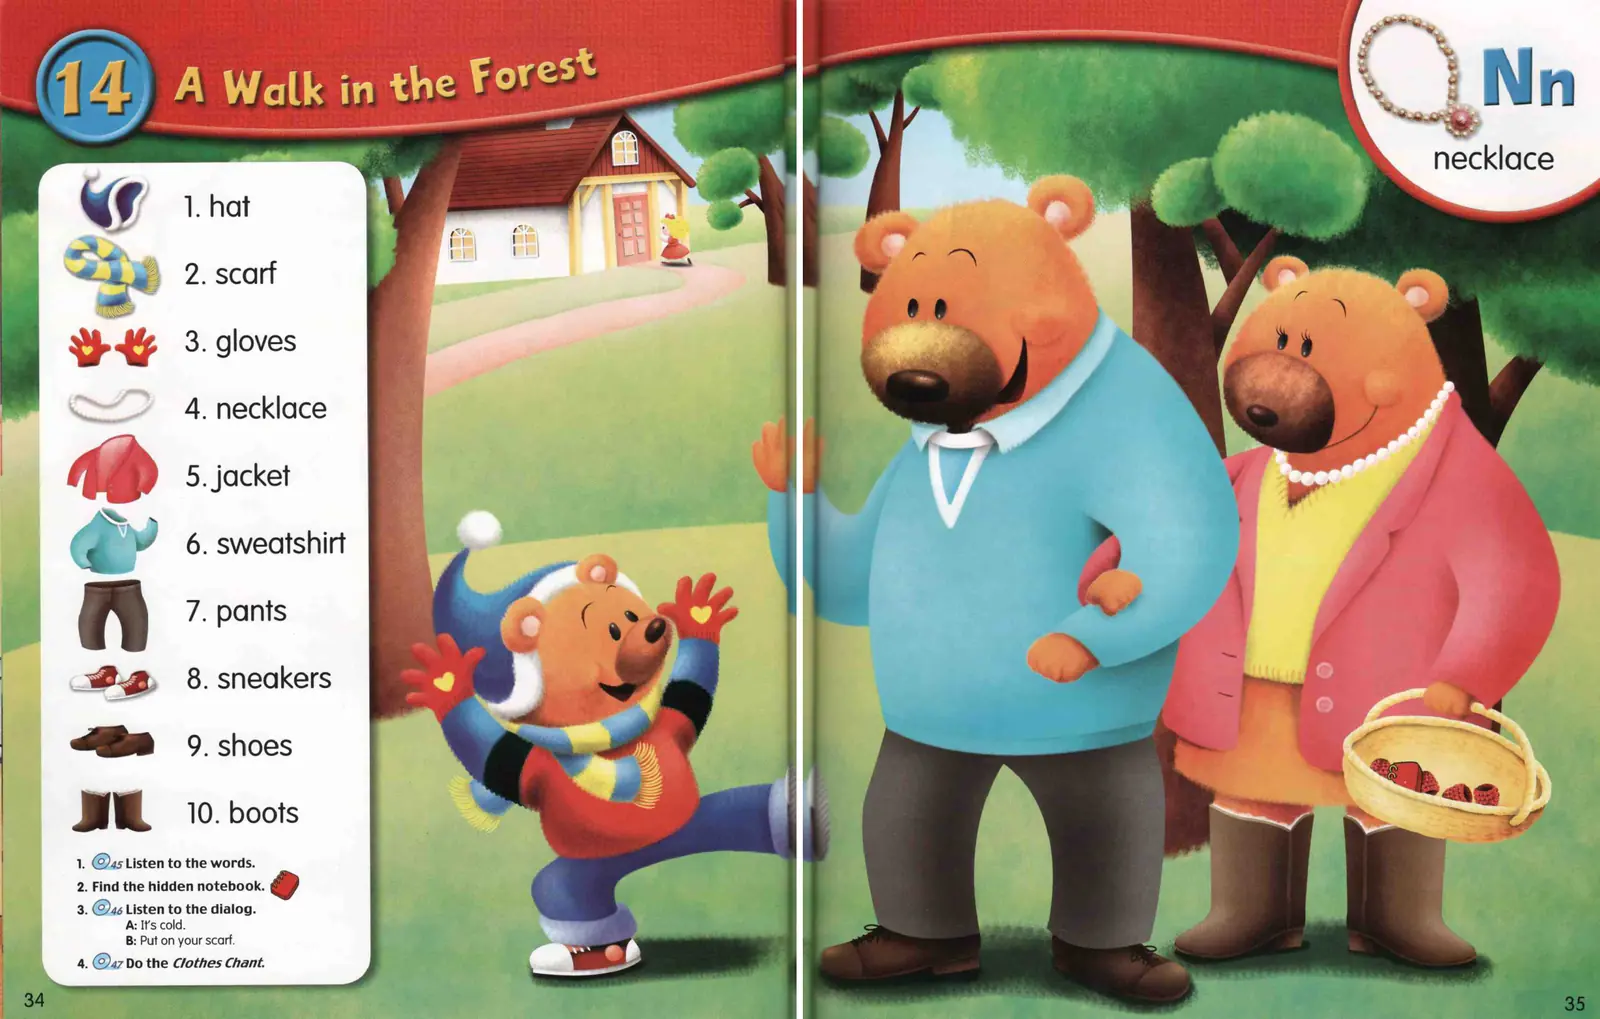 14 A Walk in the Forest
1. hat
2. scarf
3. gloves
4. necklace
5. jacket
6. sweatshirt
7. pants
8. sneakers
9. shoes
10. boots
1. 45 Listen to the words.
2. Find the hidden notebook.
3. 46 Listen to the dialog.
A: It's cold.
B: Put on your scarf.
4. 47 Do the Clothes Chant.
34
Nn
necklace
35